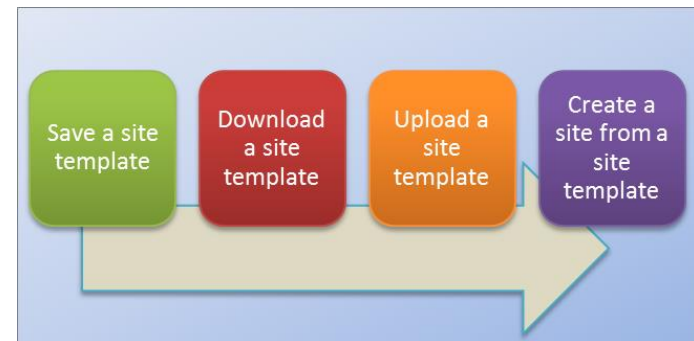 Save a site
template
Download
a site
template
Upload a
site
template
Create a
site from a
site
template